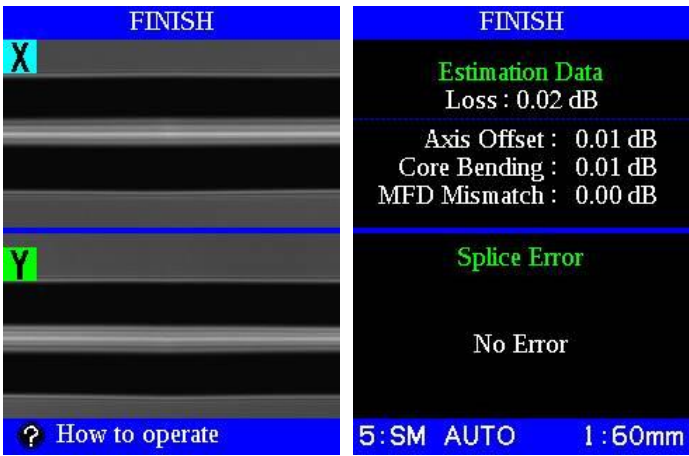 FINISH
X
Y
? How to operate
FINISH
Estimation Data
Loss : 0.02 dB
Axis Offset : 0.01 dB
Core Bending : 0.01 dB
MFD Mismatch : 0.00 dB
Splice Error
No Error
5:SM AUTO 1:60mm